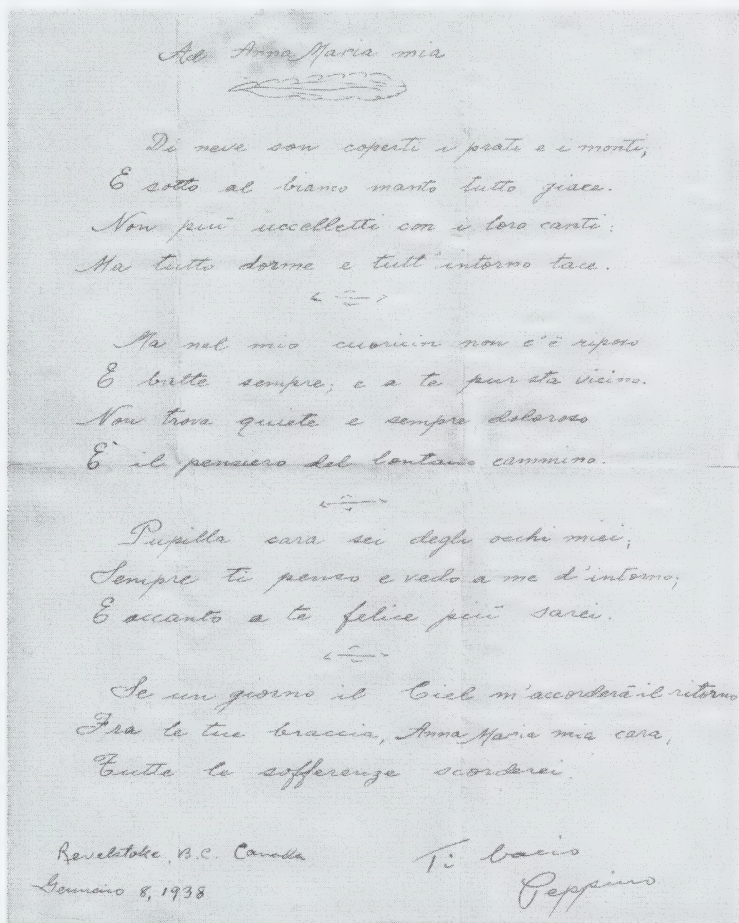 Ad Anna Maria mia
Di neve son coperti i prati e i monti,
E sotto al bianco manto tutto giace.
Non più uccelletti con i loro canti:
Ma tutto dorme e tutt'intorno tace.
Ma nel mio cuoricin non c'è riposo
E batte sempre; e a te pur sta vicino.
Non trova quiete e sempre doloroso
E' il pensiero del lontano cammino.
Pupilla cara sei degli occhi miei;
Sempre ti penso e vedo a me d'intorno;
E accanto a te felice più sarei.
Se un giorno il Ciel m'accorderà il ritorno
Fra le tue braccia, Anna Maria mia cara,
Tutte le sofferenze scorderei.
Revelstoke, B.C. Canada
Gennaio 8, 1938
Ti bacio
Peppino